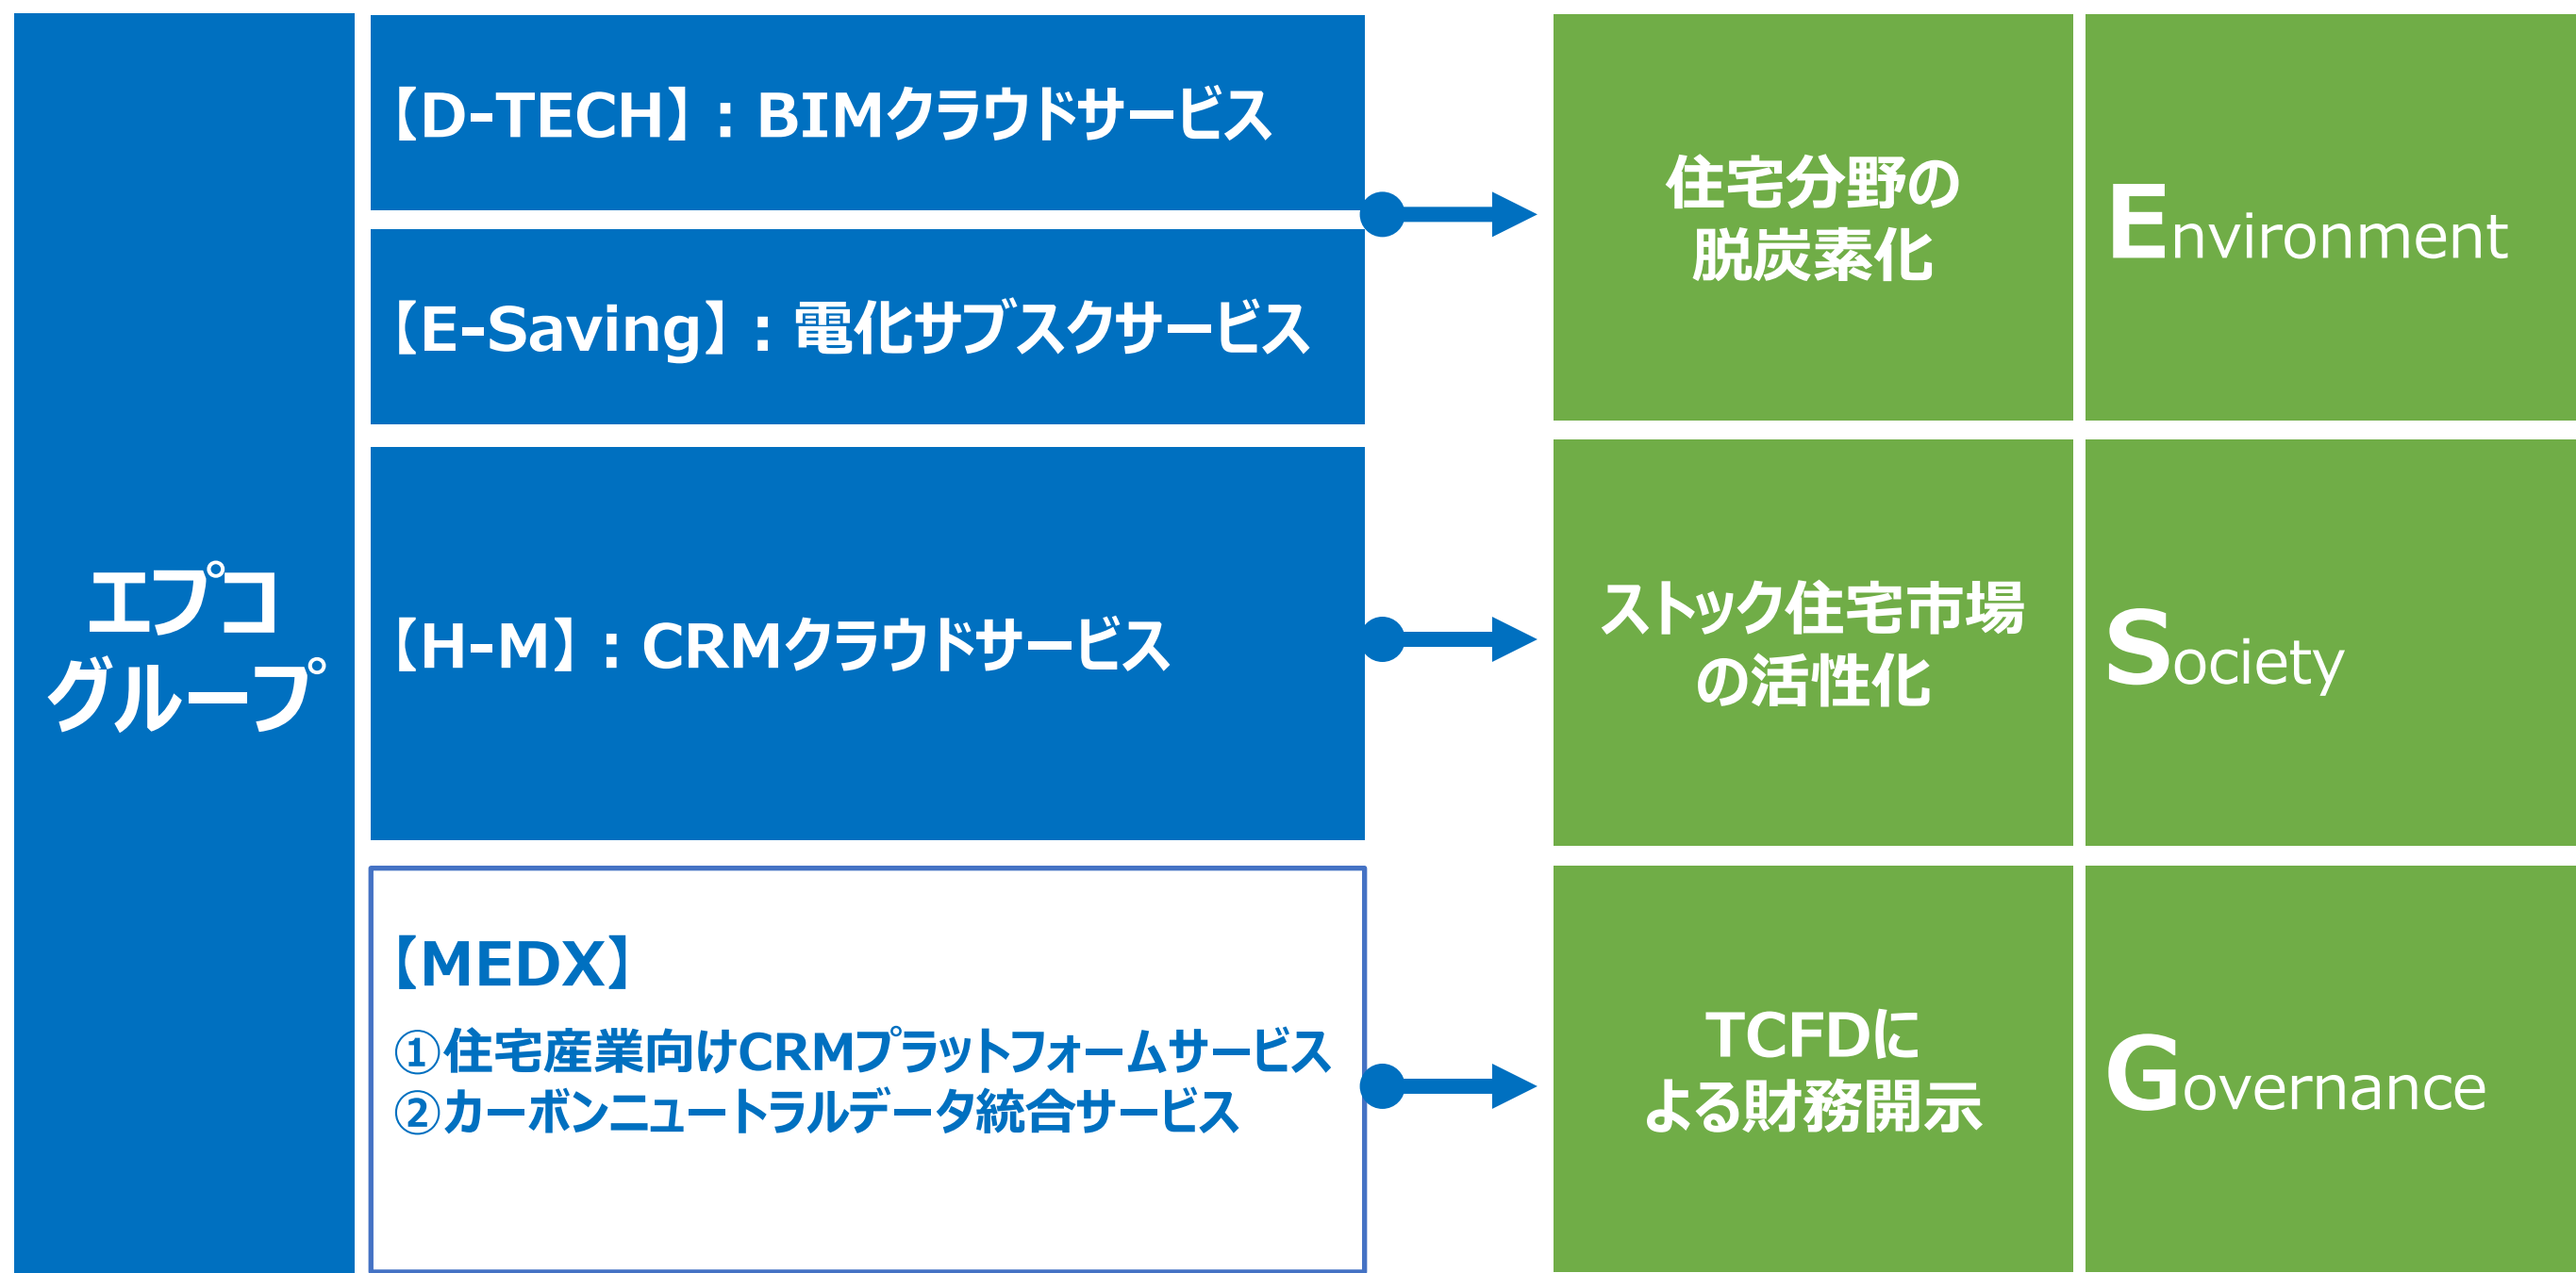 エプコ
グループ
【D-TECH】：BIMクラウドサービス
【E-Saving】：電化サブスクサービス
住宅分野の
脱炭素化
Environment
【H-M】：CRMクラウドサービス
ストック住宅市場
の活性化
Society
【MEDX】
①住宅産業向けCRMプラットフォームサービス
②カーボンニュートラルデータ統合サービス
TCFDに
よる財務開示
Governance